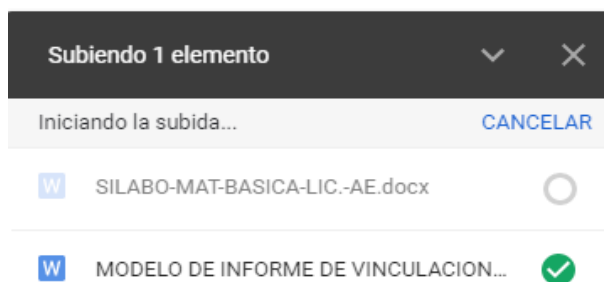 Subiendo 1 elemento
Iniciando la subida... CANCELAR
W SILABO-MAT-BASICA-LIC.-AE.docx
W MODELO DE INFORME DE VINCULACION...